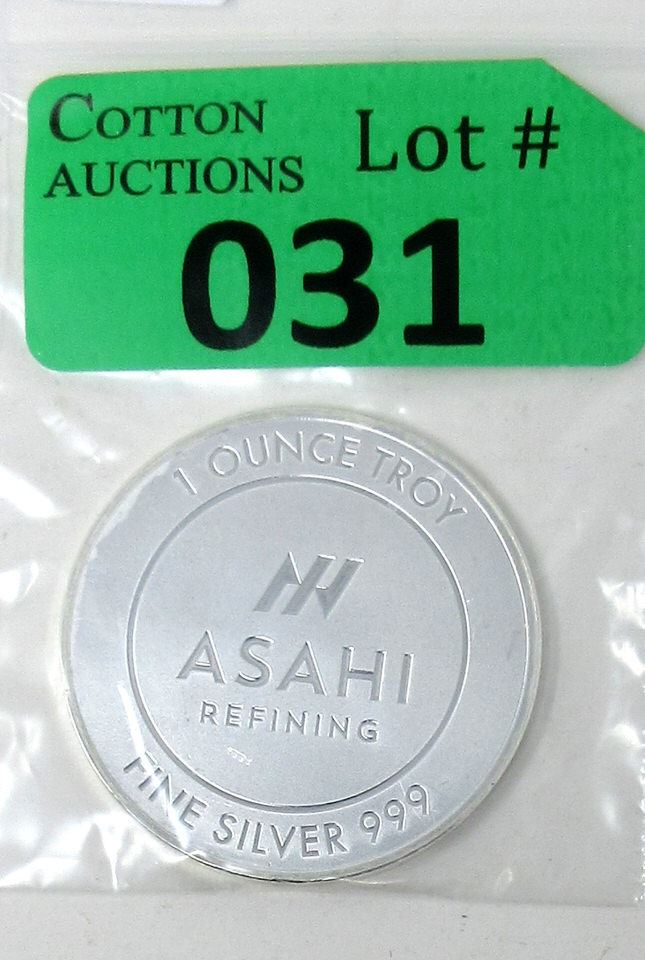 COTTON
AUCTIONS
Lot #
031
1 OUNCE TROY
ASAHI
REFINING
FINE SILVER 999